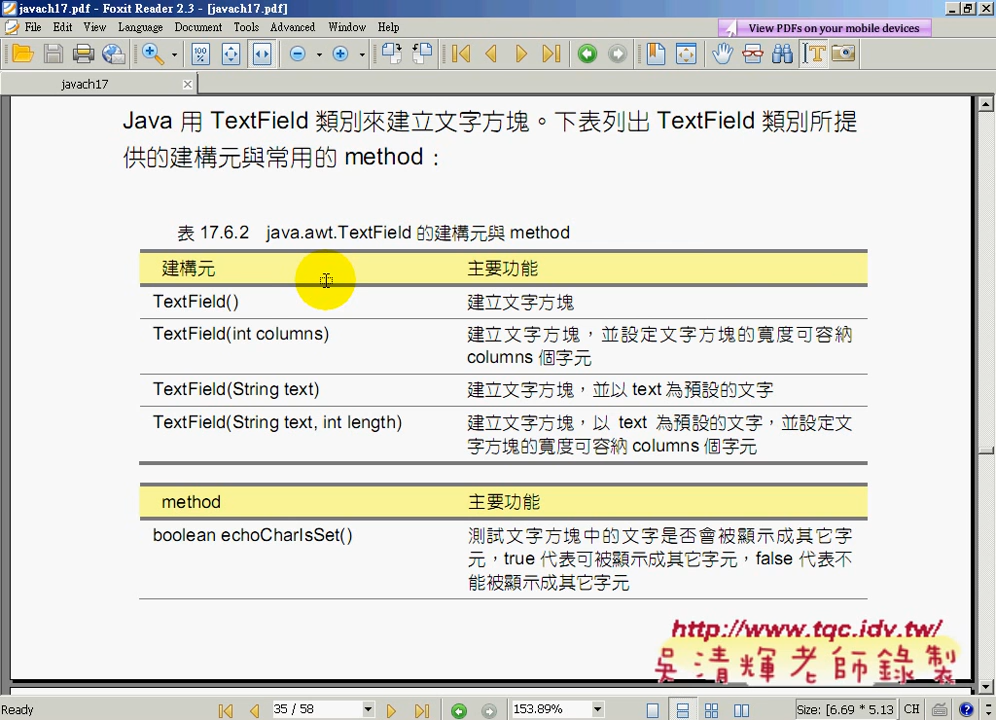 javach17.pdf - Foxit Reader 2.3 - [javach17.pdf]
File Edit View Language Document Tools Advanced Window Help
View PDFs on your mobile devices
javach17
Java 用 TextField 類別來建立文字方塊。下表列出 TextField 類別所提
供的建構元與常用的 method：
表 17.6.2 java.awt.TextField 的建構元與 method
建構元 主要功能
TextField() 建立文字方塊
TextField(int columns) 建立文字方塊，並設定文字方塊的寬度可容納
columns 個字元
TextField(String text) 建立文字方塊，並以 text 為預設的文字
TextField(String text, int length) 建立文字方塊，以 text 為預設的文字，並設定文
字方塊的寬度可容納 columns 個字元
method 主要功能
boolean echoCharIsSet() 測試文字方塊中的文字是否會被顯示成其它字
元，true 代表可被顯示成其它字元，false 代表不
能被顯示成其它字元
http://www.tqc.idv.tw/
吳清輝老師錄製
Ready 35 / 58 153.89% Size: [6.69 * 5.13 CH